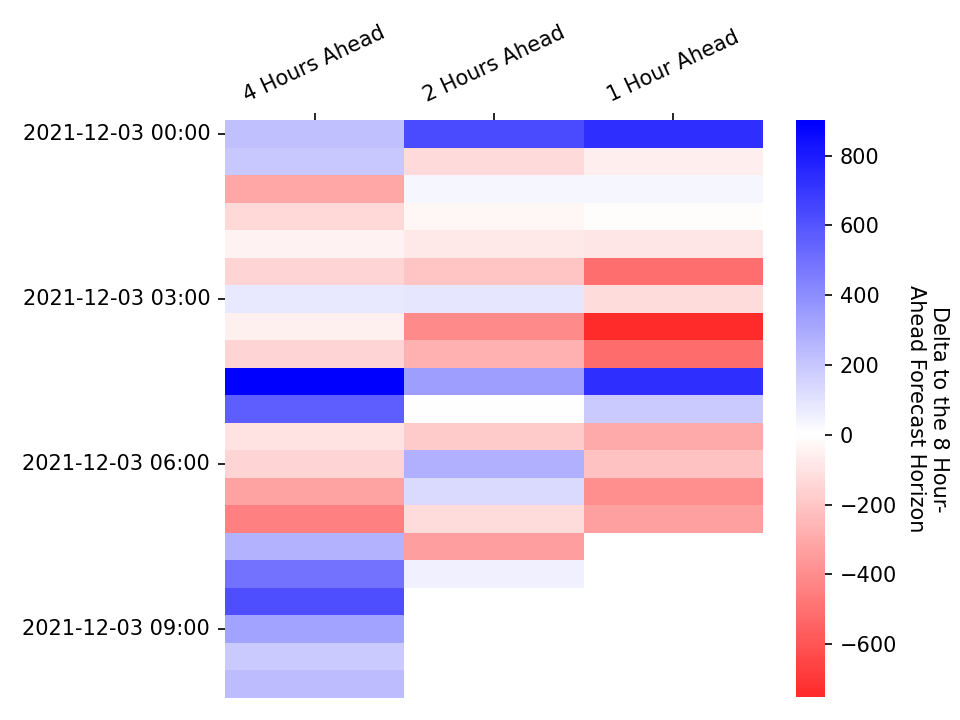 4 Hours Ahead
2 Hours Ahead
1 Hour Ahead
2021-12-03 00:00
2021-12-03 03:00
2021-12-03 06:00
2021-12-03 09:00
800
600
400
200
0
−200
−400
−600
Delta to the 8 Hour-
Ahead Forecast Horizon